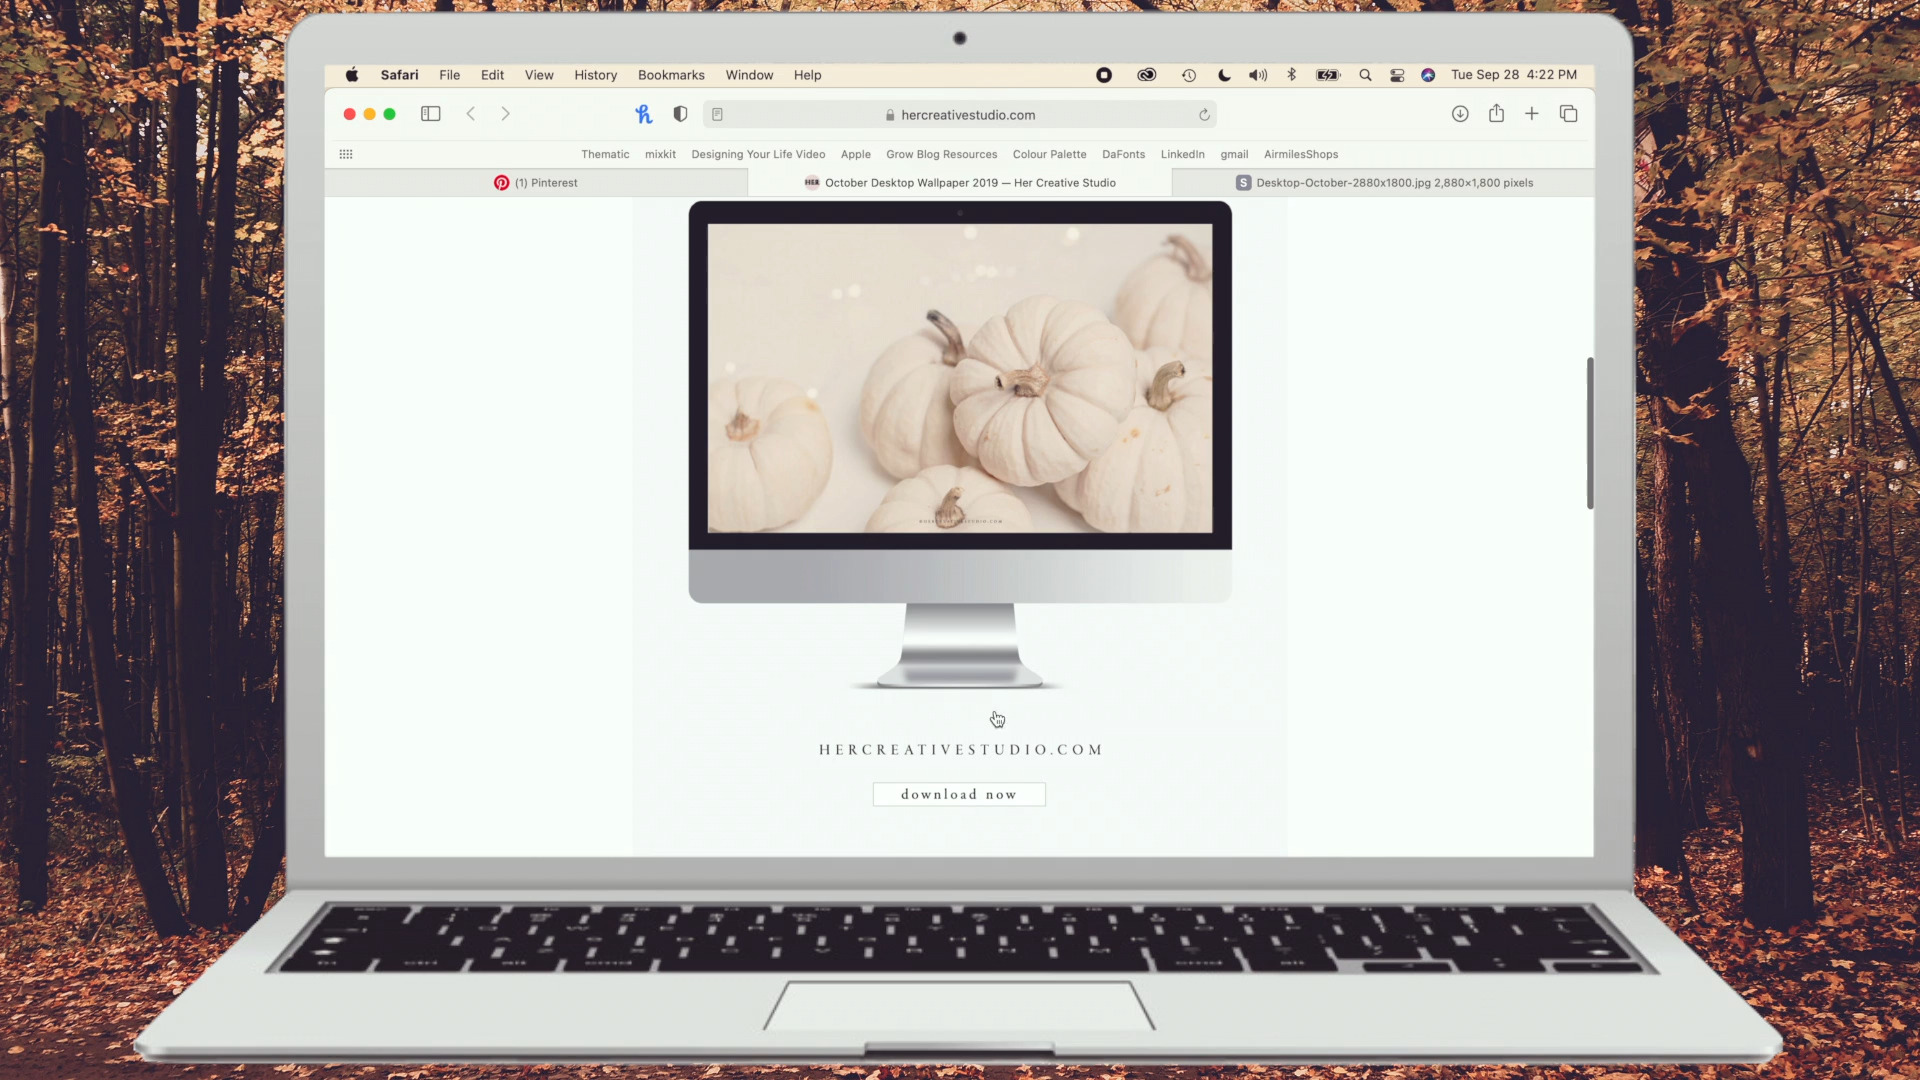 Safari File Edit View History Bookmarks Window Help Tue Sep 28 4:22 PM
hercreativestudio.com
Thematic mixkit Designing Your Life Video Apple Grow Blog Resources Colour Palette DaFonts LinkedIn gmail AirmilesShops
(1) Pinterest HER October Desktop Wallpaper 2019 — Her Creative Studio S Desktop-October-2880x1800.jpg 2,880×1,800 pixels
HERCREATIVESTUDIO.COM
download now